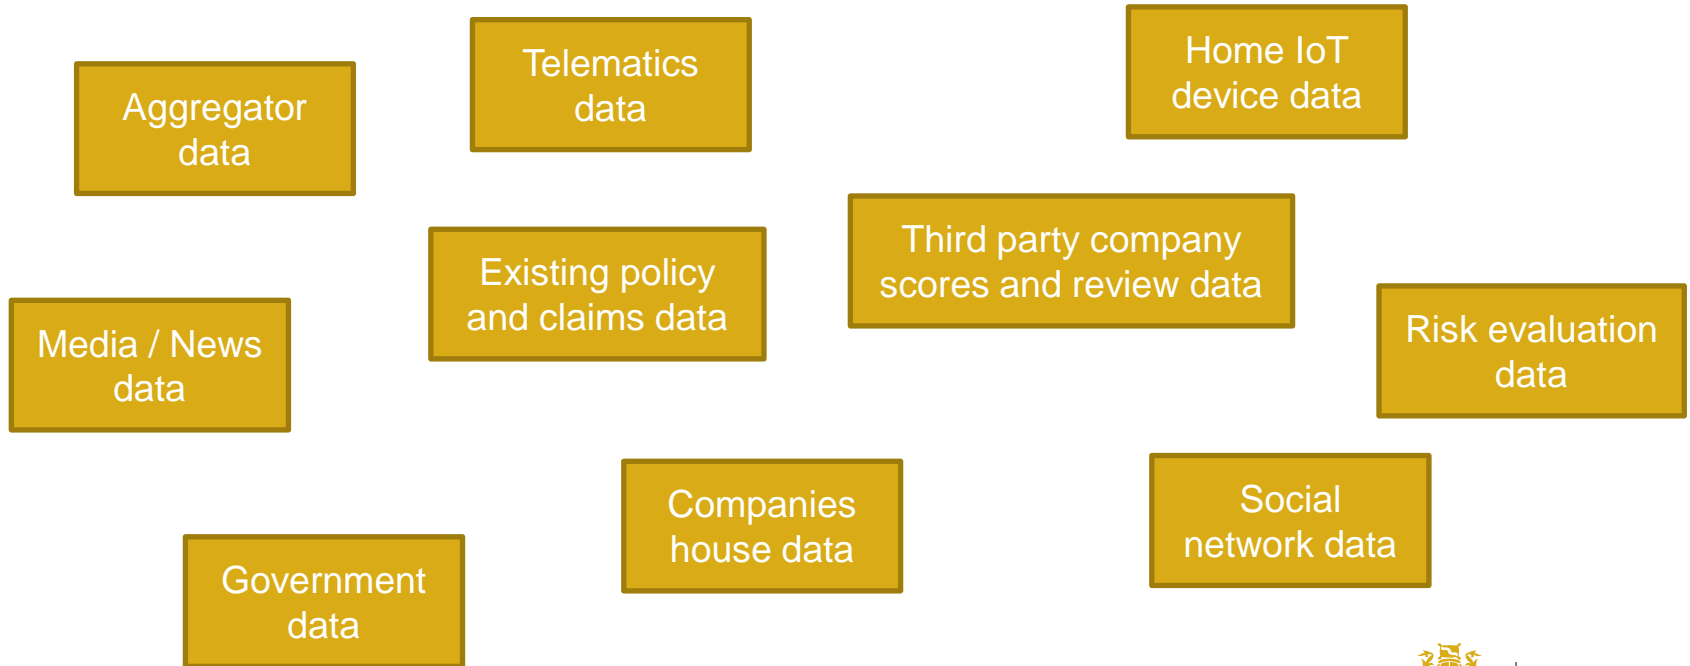 Telematics
data
Home IoT
device data
Aggregator
data
Third party company
scores and review data
Existing policy
and claims data
Media / News
data
Risk evaluation
data
Companies
house data
Social
network data
Government
data